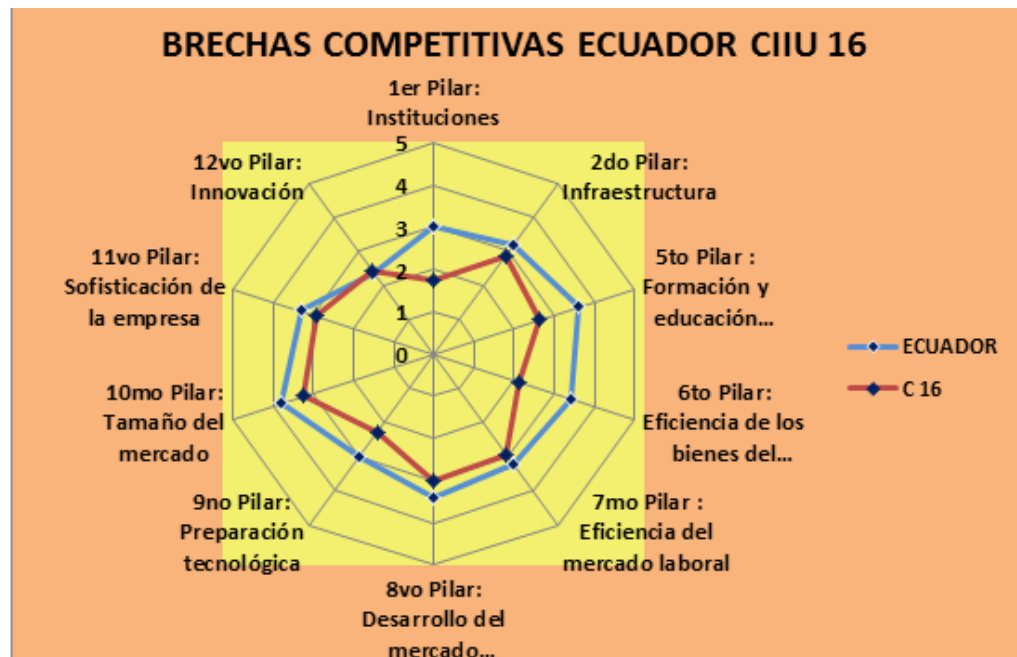 BRECHAS COMPETITIVAS ECUADOR CIIU 16
1er Pilar:
Instituciones
2do Pilar:
Infraestructura
5to Pilar :
Formación y
educación...
6to Pilar:
Eficiencia de los
bienes del...
7mo Pilar :
Eficiencia del
mercado laboral
8vo Pilar:
Desarrollo del
mercado...
9no Pilar:
Preparación
tecnológica
10mo Pilar:
Tamaño del
mercado
11vo Pilar:
Sofisticación de
la empresa
12vo Pilar:
Innovación
5
4
3
2
1
0
ECUADOR
C 16